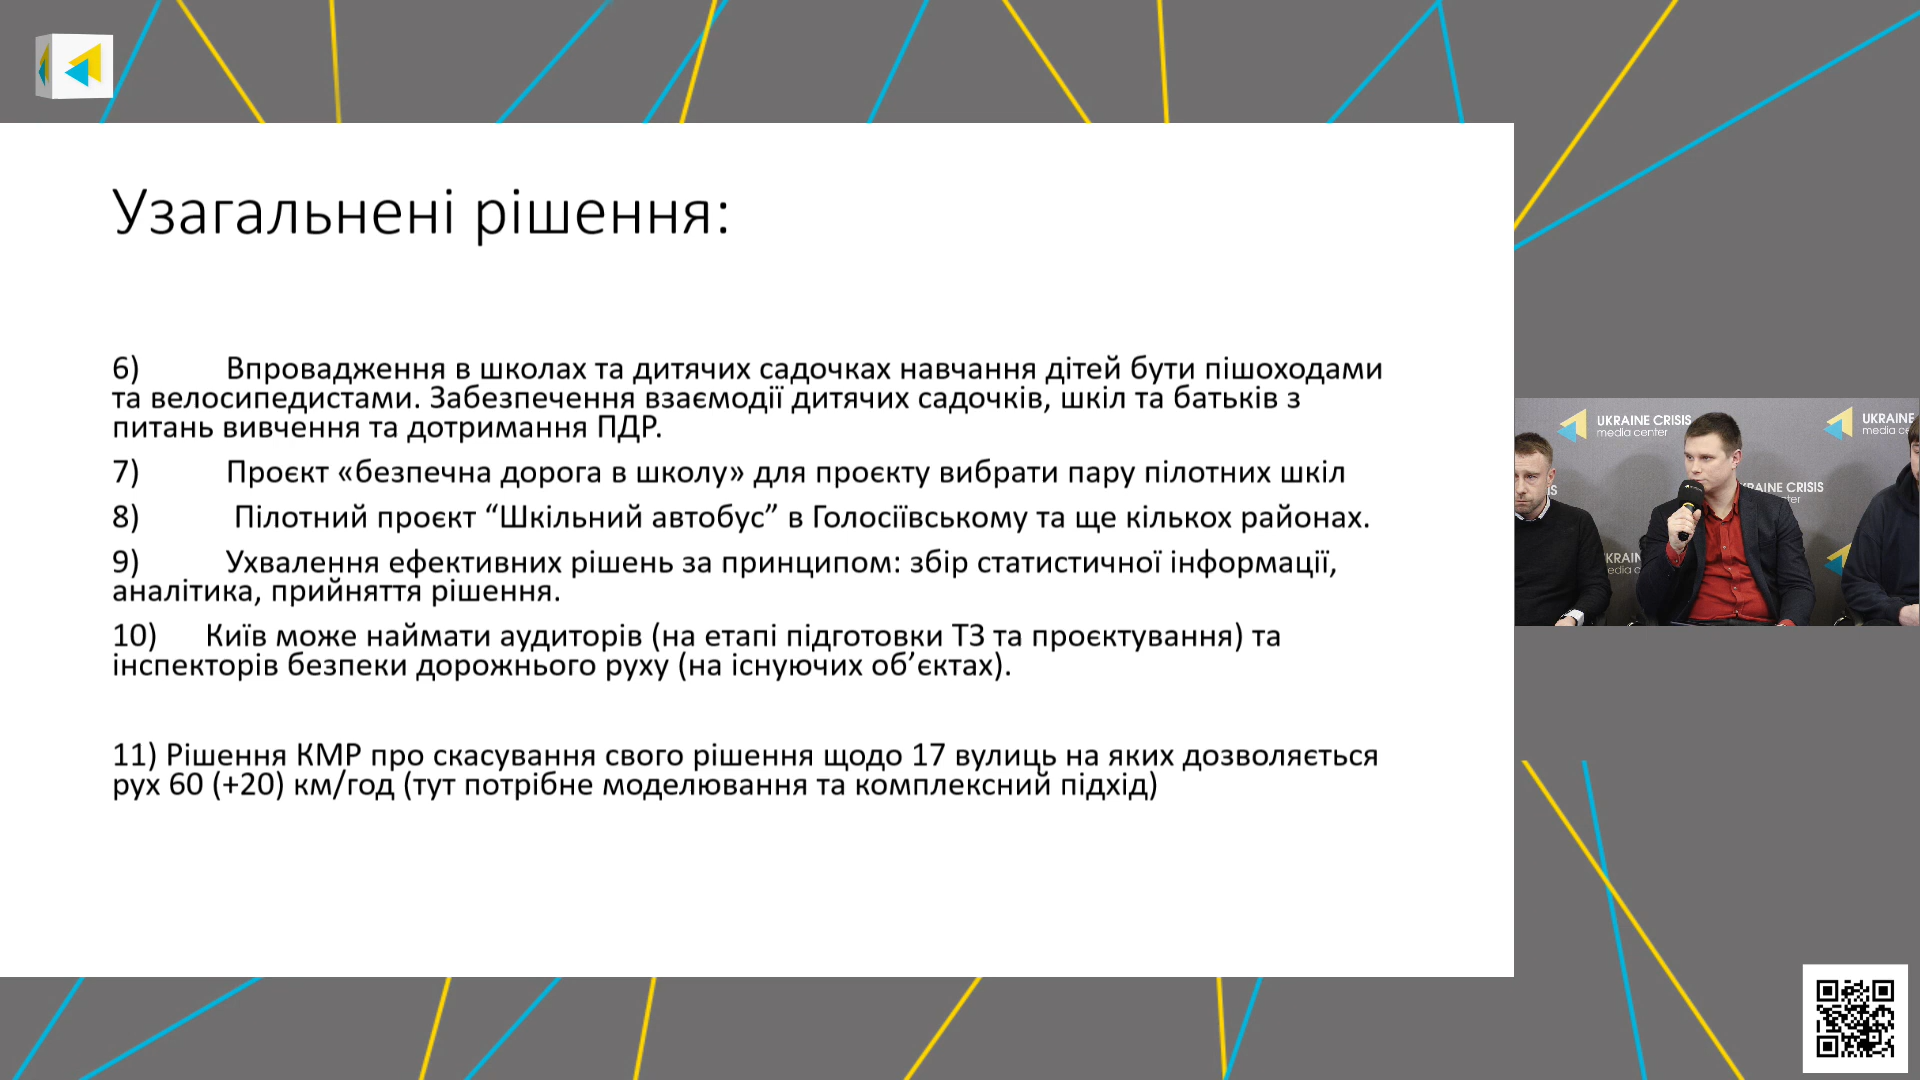 Узагальнені рішення:
6) Впровадження в школах та дитячих садочках навчання дітей бути пішоходами
та велосипедистами. Забезпечення взаємодії дитячих садочків, шкіл та батьків з
питань вивчення та дотримання ПДР.
7) Проєкт «безпечна дорога в школу» для проєкту вибрати пару пілотних шкіл
8) Пілотний проєкт “Шкільний автобус” в Голосіївському та ще кількох районах.
9) Ухвалення ефективних рішень за принципом: збір статистичної інформації,
аналітика, прийняття рішення.
10) Київ може наймати аудиторів (на етапі підготовки ТЗ та проєктування) та
інспекторів безпеки дорожнього руху (на існуючих об’єктах).
11) Рішення КМР про скасування свого рішення щодо 17 вулиць на яких дозволяється
рух 60 (+20) км/год (тут потрібне моделювання та комплексний підхід)
UKRAINE CRISIS
media center
UKRAINE
media